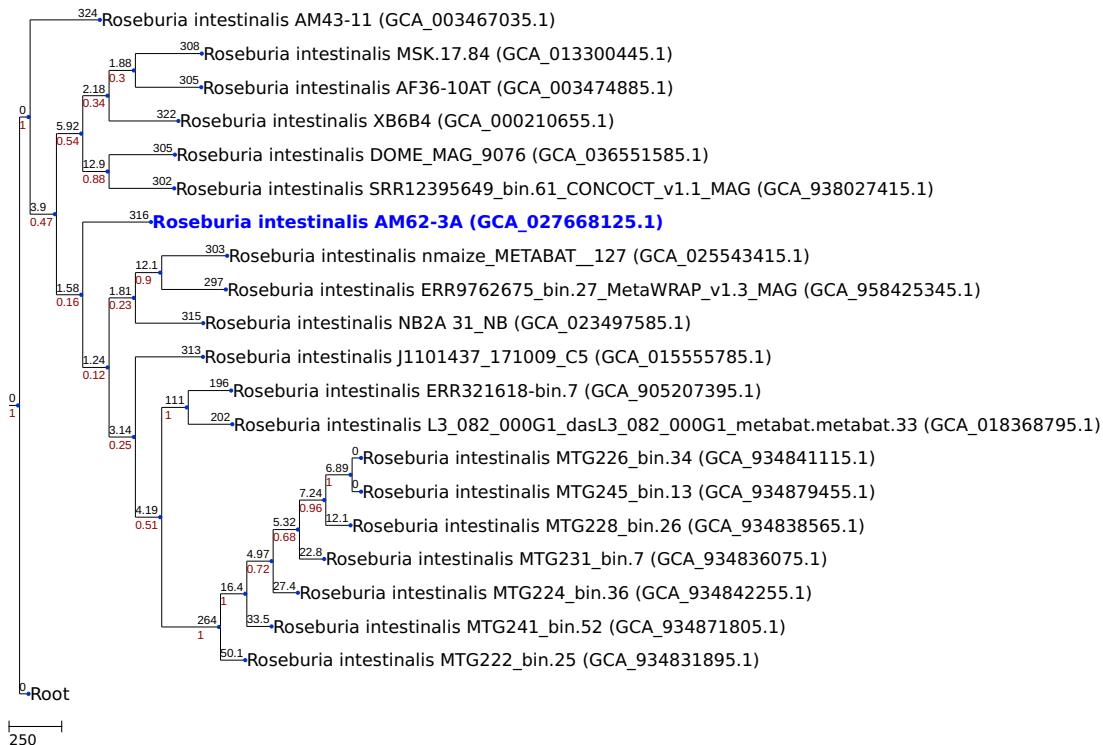 324 Roseburia intestinalis AM43-11 (GCA_003467035.1)
308 Roseburia intestinalis MSK.17.84 (GCA_013300445.1)
1.88
0.3
305 Roseburia intestinalis AF36-10AT (GCA_003474885.1)
2.18
0.34
0
1
322 Roseburia intestinalis XB6B4 (GCA_000210655.1)
5.92
0.54
305 Roseburia intestinalis DOME_MAG_9076 (GCA_036551585.1)
12.9
0.88
302 Roseburia intestinalis SRR12395649_bin.61_CONCOCT_v1.1_MAG (GCA_938027415.1)
3.9
0.47
316 Roseburia intestinalis AM62-3A (GCA_027668125.1)
303 Roseburia intestinalis nmaize_METABAT__127 (GCA_025543415.1)
12.1
0.9
297 Roseburia intestinalis ERR9762675_bin.27_MetaWRAP_v1.3_MAG (GCA_958425345.1)
1.58
0.16
1.81
0.23
315 Roseburia intestinalis NB2A 31_NB (GCA_023497585.1)
313 Roseburia intestinalis J1101437_171009_C5 (GCA_015555785.1)
1.24
0.12
196 Roseburia intestinalis ERR321618-bin.7 (GCA_905207395.1)
0
1
111
1
202 Roseburia intestinalis L3_082_000G1_dasL3_082_000G1_metabat.metabat.33 (GCA_018368795.1)
3.14
0.25
0 Roseburia intestinalis MTG226_bin.34 (GCA_934841115.1)
6.89
1
0 Roseburia intestinalis MTG245_bin.13 (GCA_934879455.1)
7.24
0.96
4.19
0.51
12.1 Roseburia intestinalis MTG228_bin.26 (GCA_934838565.1)
5.32
0.68
22.8 Roseburia intestinalis MTG231_bin.7 (GCA_934836075.1)
4.97
0.72
27.4 Roseburia intestinalis MTG224_bin.36 (GCA_934842255.1)
16.4
1
33.5 Roseburia intestinalis MTG241_bin.52 (GCA_934871805.1)
264
1
50.1 Roseburia intestinalis MTG222_bin.25 (GCA_934831895.1)
0 Root
250